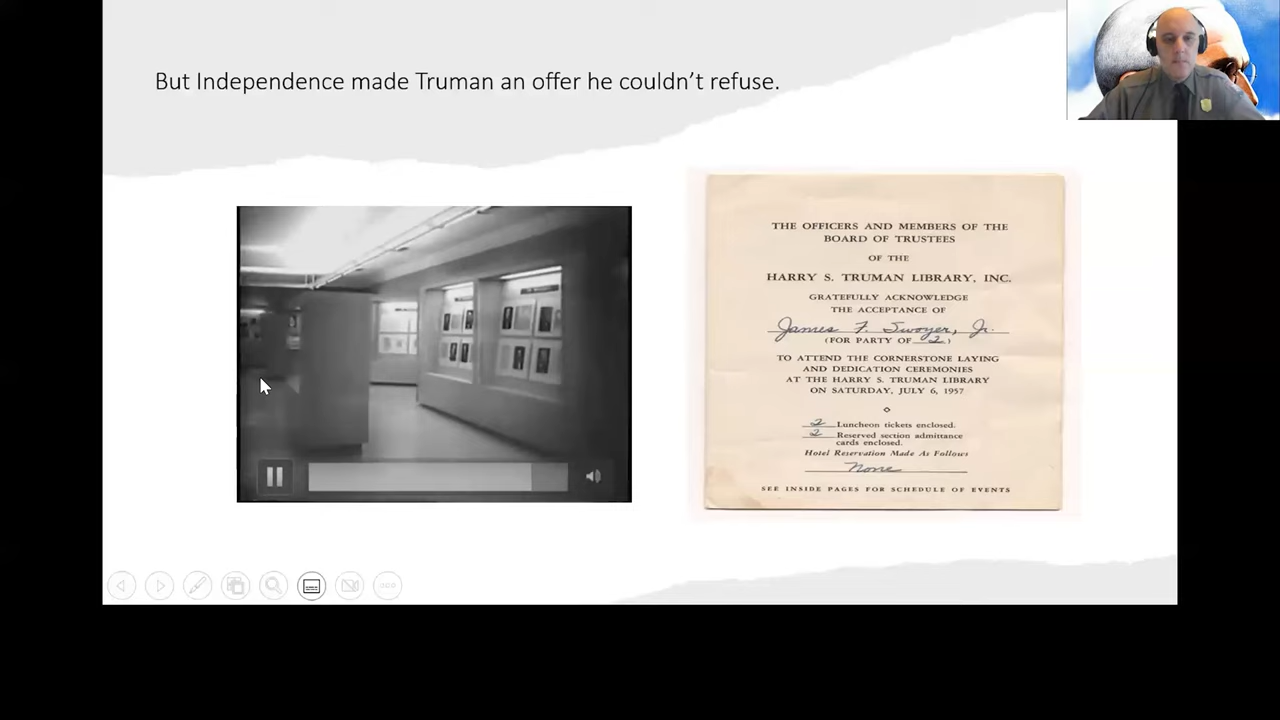 But Independence made Truman an offer he couldn’t refuse.
THE OFFICERS AND MEMBERS OF THE
BOARD OF TRUSTEES
OF THE
HARRY S. TRUMAN LIBRARY, INC.
GRATEFULLY ACKNOWLEDGE
THE ACCEPTANCE OF
James F. Swoyer, Jr.
(FOR PARTY OF 2)
TO ATTEND THE CORNERSTONE LAYING
AND DEDICATION CEREMONIES
AT THE HARRY S. TRUMAN LIBRARY
ON SATURDAY, JULY 6, 1957
2 Luncheon tickets enclosed.
2 Reserved section admittance
cards enclosed.
Hotel Reservation Made As Follows
None
SEE INSIDE PAGES FOR SCHEDULE OF EVENTS